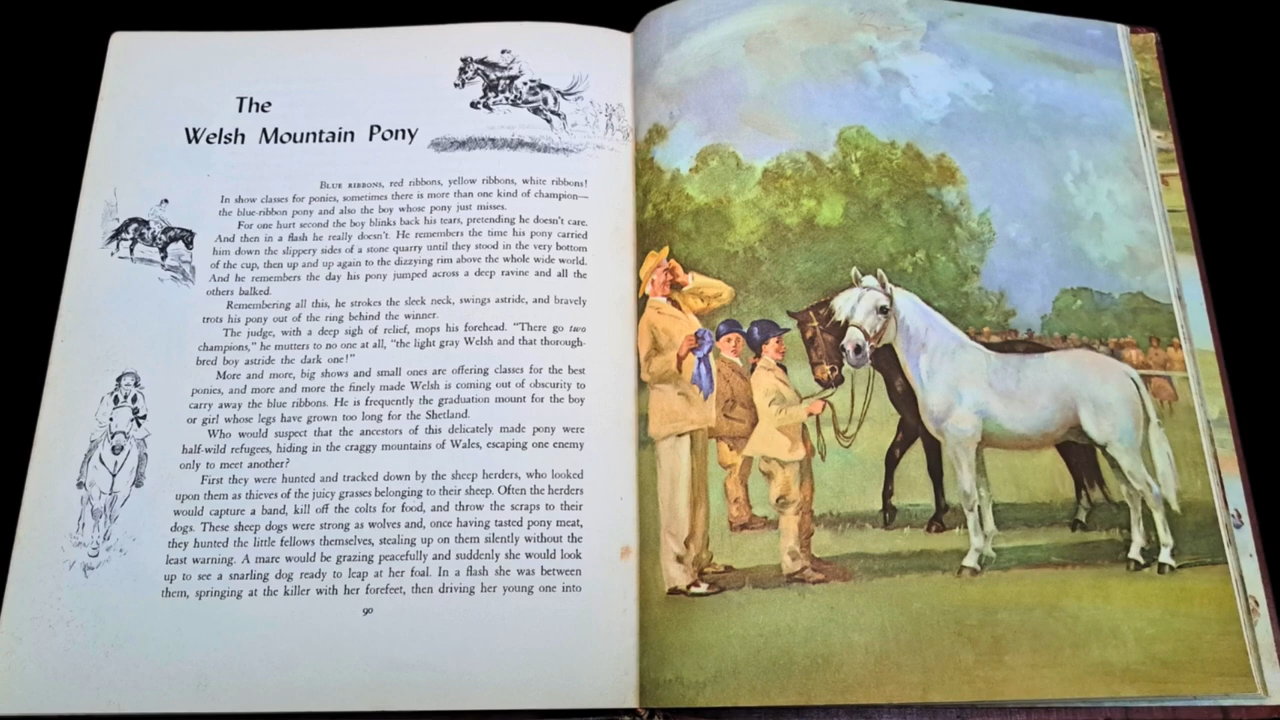 The
Welsh Mountain Pony
BLUE RIBBONS, red ribbons, yellow ribbons, white ribbons!
In show classes for ponies, sometimes there is more than one kind of champion—
the blue-ribbon pony and also the boy whose pony just misses.
For one hurt second the boy blinks back his tears, pretending he doesn't care.
And then in a flash he really doesn't. He remembers the time his pony carried
him down the slippery sides of a stone quarry until they stood in the very bottom
of the cup, then up and up again to the dizzying rim above the whole wide world.
And he remembers the day his pony jumped across a deep ravine and all the
others balked.
Remembering all this, he strokes the sleek neck, swings astride, and bravely
trots his pony out of the ring behind the winner.
The judge, with a deep sigh of relief, mops his forehead. "There go two
champions," he mutters to no one at all, "the light gray Welsh and that thorough-
bred boy astride the dark one!"
More and more, big shows and small ones are offering classes for the best
ponies, and more and more the finely made Welsh is coming out of obscurity to
carry away the blue ribbons. He is frequently the graduation mount for the boy
or girl whose legs have grown too long for the Shetland.
Who would suspect that the ancestors of this delicately made pony were
half-wild refugees, hiding in the craggy mountains of Wales, escaping one enemy
only to meet another?
First they were hunted and tracked down by the sheep herders, who looked
upon them as thieves of the juicy grasses belonging to their sheep. Often the herders
would capture a band, kill off the colts for food, and throw the scraps to their
dogs. These sheep dogs were strong as wolves and, once having tasted pony meat,
they hunted the little fellows themselves, stealing up on them silently without the
least warning. A mare would be grazing peacefully and suddenly she would look
up to see a snarling dog ready to leap at her foal. In a flash she was between
them, springing at the killer with her forefeet, then driving her young one into
90